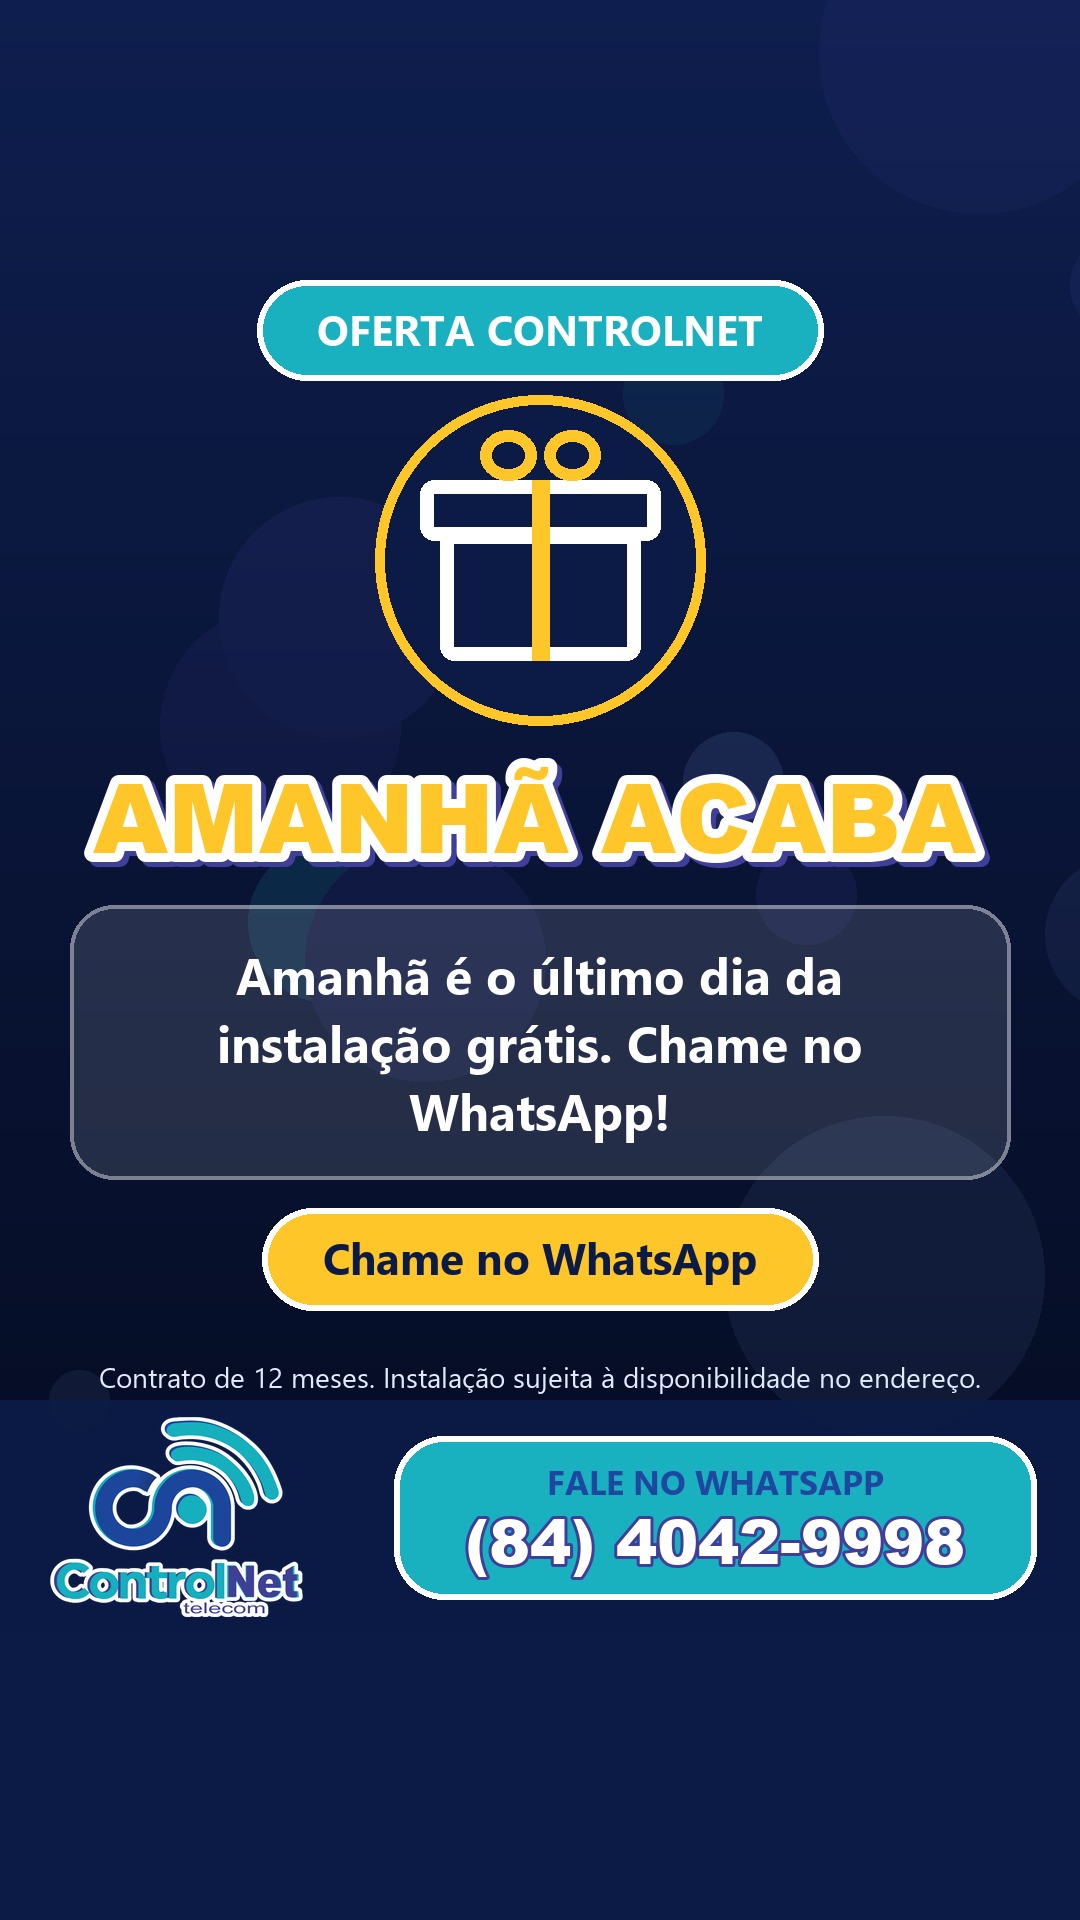 OFERTA CONTROLNET
AMANHÃ ACABA
Amanhã é o último dia da
instalação grátis. Chame no
WhatsApp!
Chame no WhatsApp
Contrato de 12 meses. Instalação sujeita à disponibilidade no endereço.
ControlNet
telecom
FALE NO WHATSAPP
(84) 4042-9998